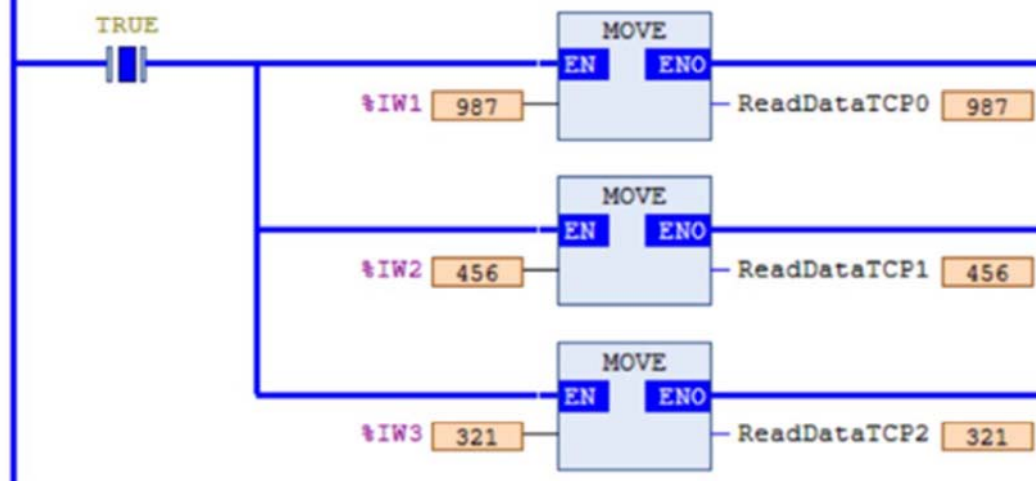 TRUE
MOVE
EN ENO
%IW1 987 ReadDataTCP0 987
MOVE
EN ENO
%IW2 456 ReadDataTCP1 456
MOVE
EN ENO
%IW3 321 ReadDataTCP2 321